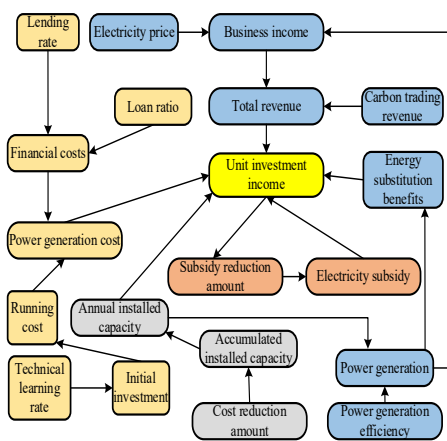 Lending
rate
Electricity price
Business income
Loan ratio
Total revenue
Carbon trading
revenue
Financial costs
Unit investment
income
Energy
substitution
benefits
Power generation cost
Subsidy reduction
amount
Electricity subsidy
Running
cost
Annual installed
capacity
Accumulated
installed capacity
Technical
learning rate
Initial
investment
Power generation
Cost reduction
amount
Power generation
efficiency